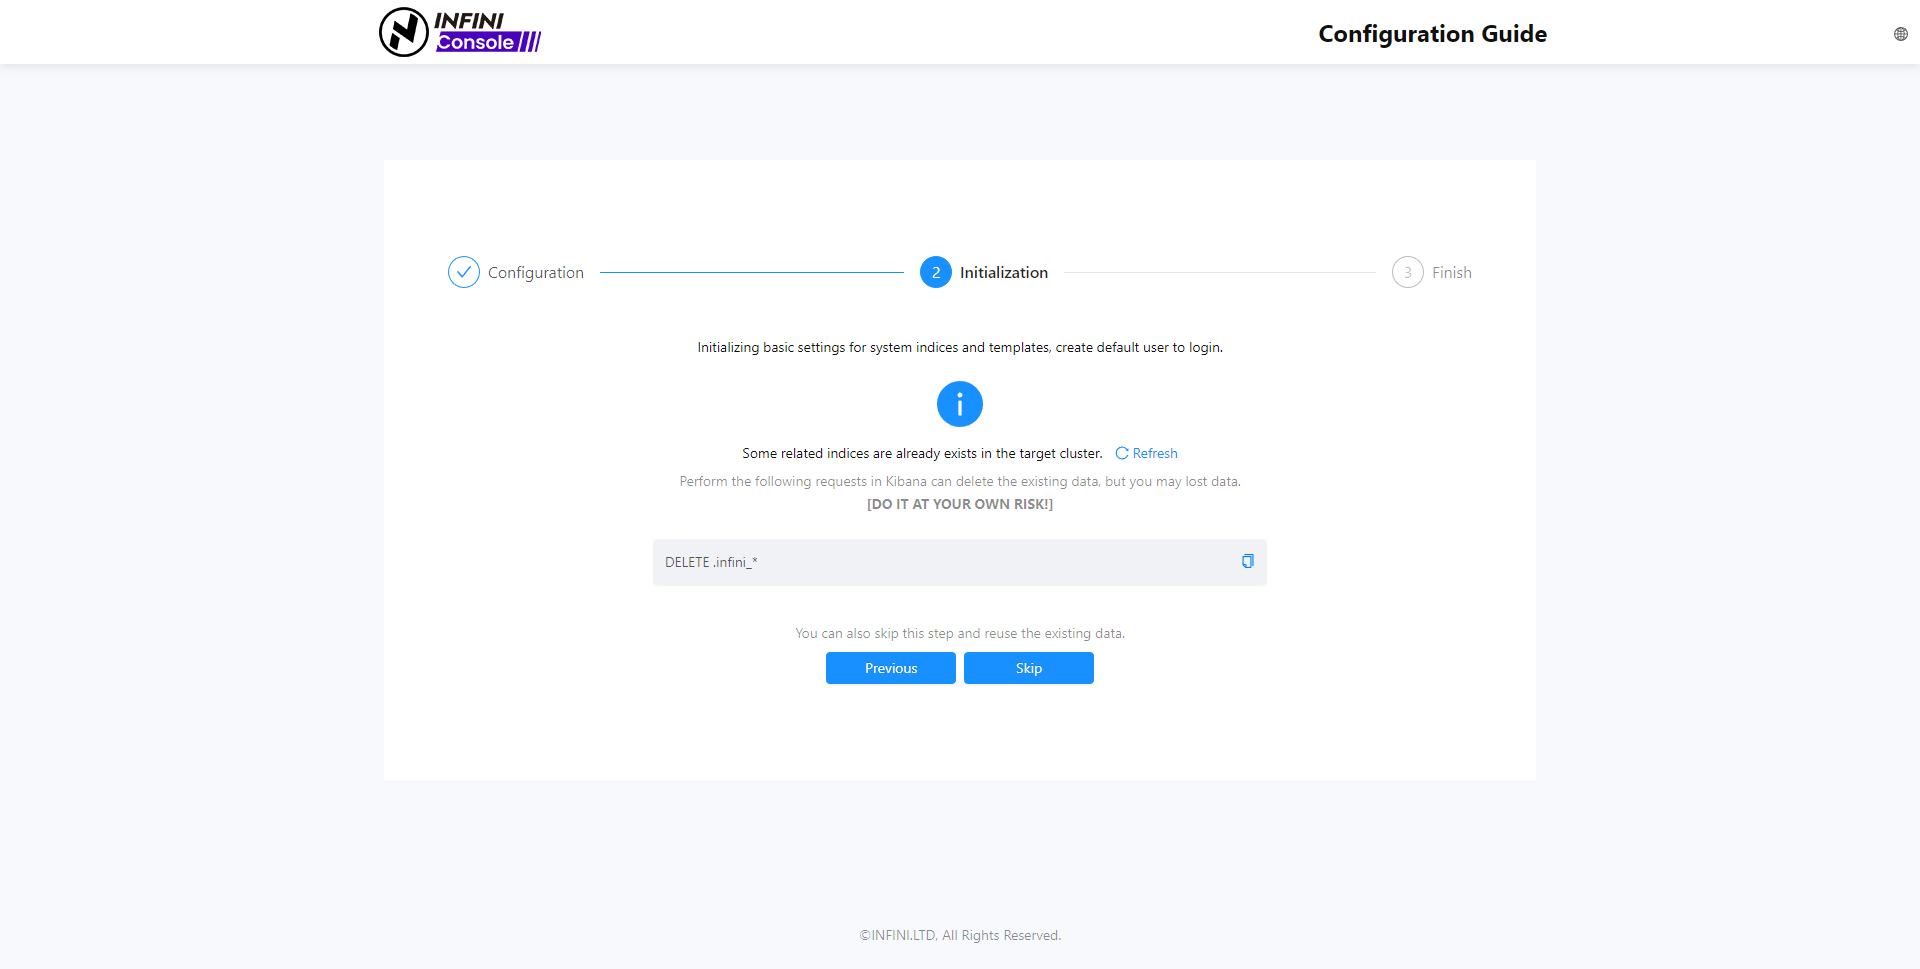 INFINI
Console
Configuration Guide
Configuration
2 Initialization
3 Finish
Initializing basic settings for system indices and templates, create default user to login.
Some related indices are already exists in the target cluster. Refresh
Perform the following requests in Kibana can delete the existing data, but you may lost data.
[DO IT AT YOUR OWN RISK!]
DELETE .infini_*
You can also skip this step and reuse the existing data.
Previous Skip
©INFINI.LTD, All Rights Reserved.